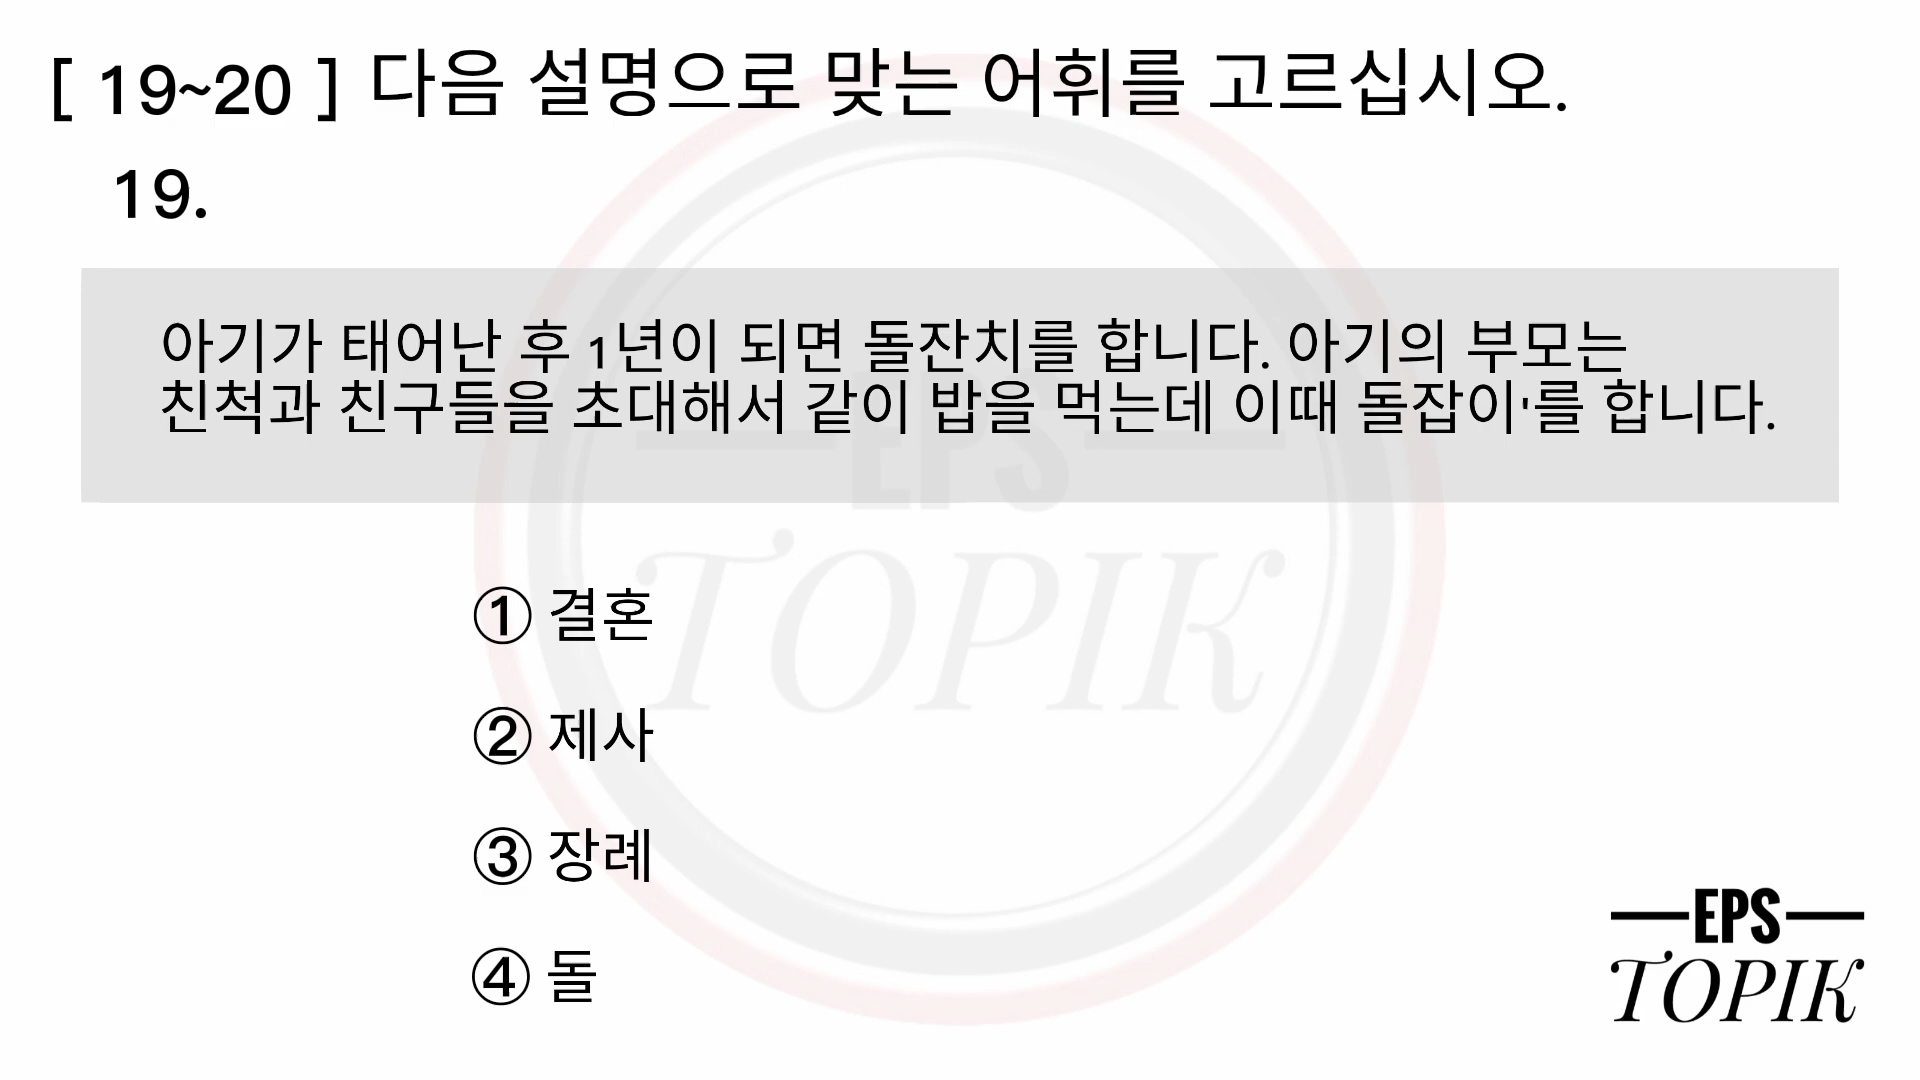 [ 19~20 ] 다음 설명으로 맞는 어휘를 고르십시오.
19.
아기가 태어난 후 1년이 되면 돌잔치를 합니다. 아기의 부모는
친척과 친구들을 초대해서 같이 밥을 먹는데 이때 돌잡이'를 합니다.
EPS
TOPIK
① 결혼
② 제사
③ 장례
④ 돌
EPS
TOPIK